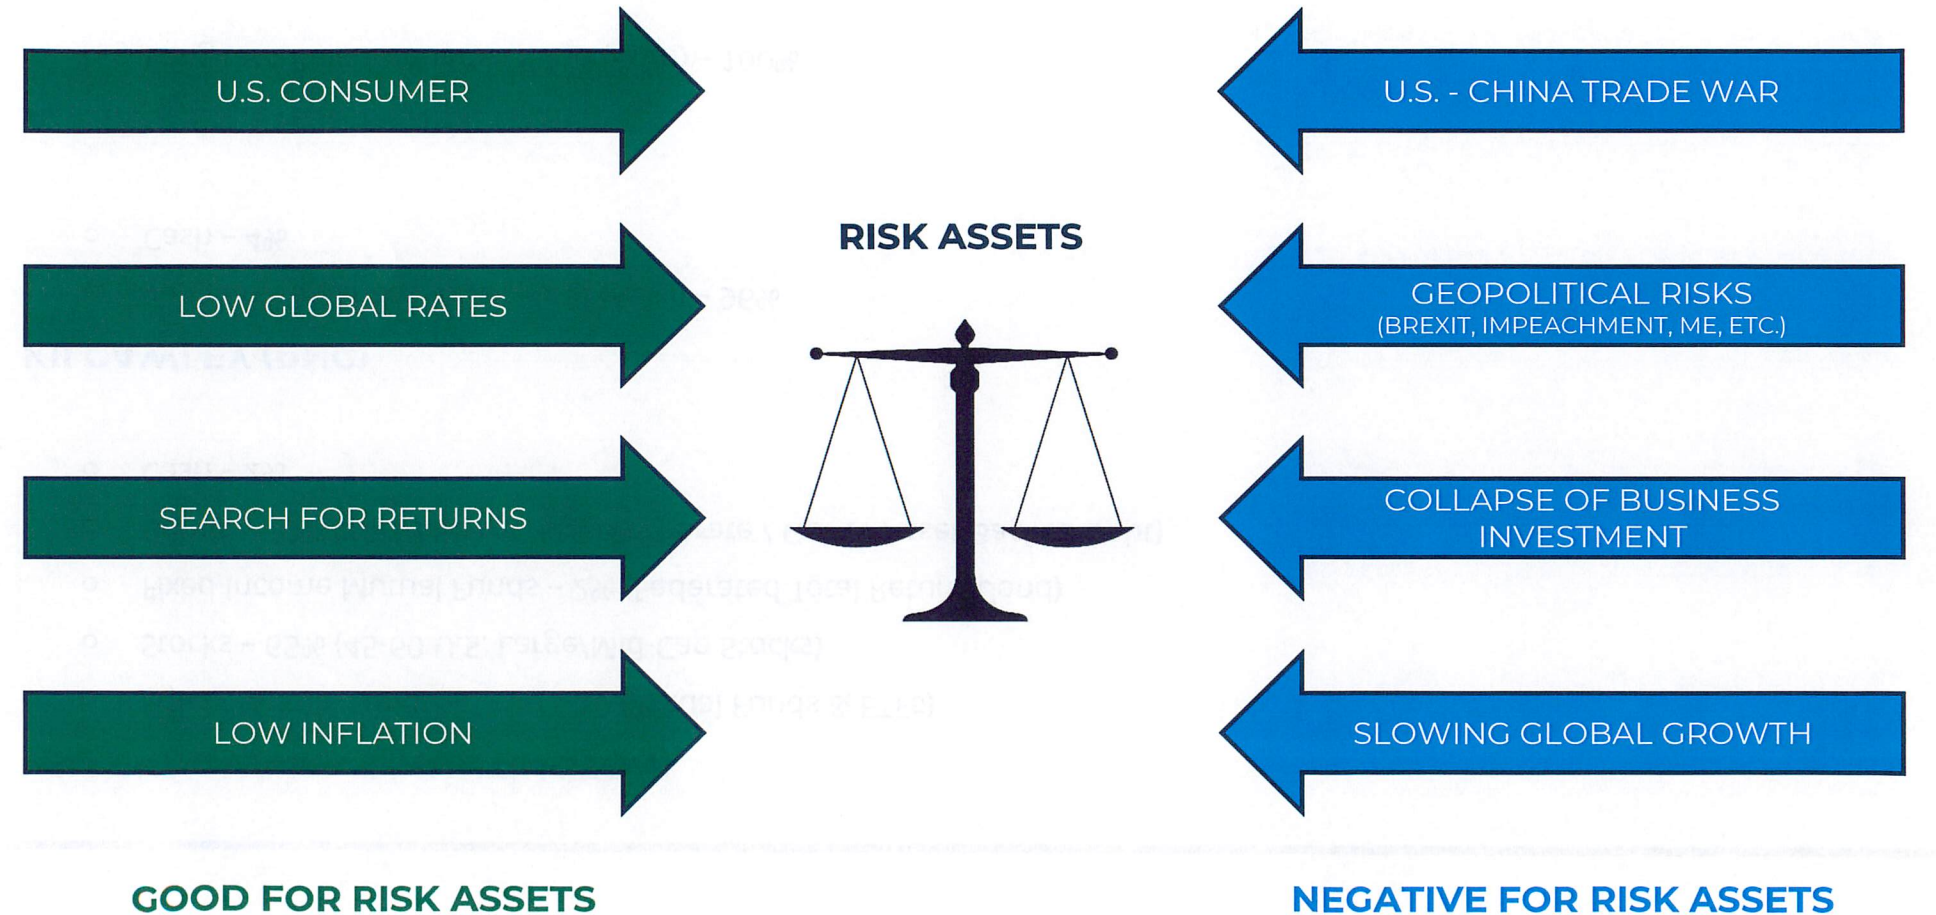 U.S. CONSUMER
LOW GLOBAL RATES
SEARCH FOR RETURNS
LOW INFLATION
GOOD FOR RISK ASSETS
RISK ASSETS
U.S. - CHINA TRADE WAR
GEOPOLITICAL RISKS
(BREXIT, IMPEACHMENT, ME, ETC.)
COLLAPSE OF BUSINESS
INVESTMENT
SLOWING GLOBAL GROWTH
NEGATIVE FOR RISK ASSETS